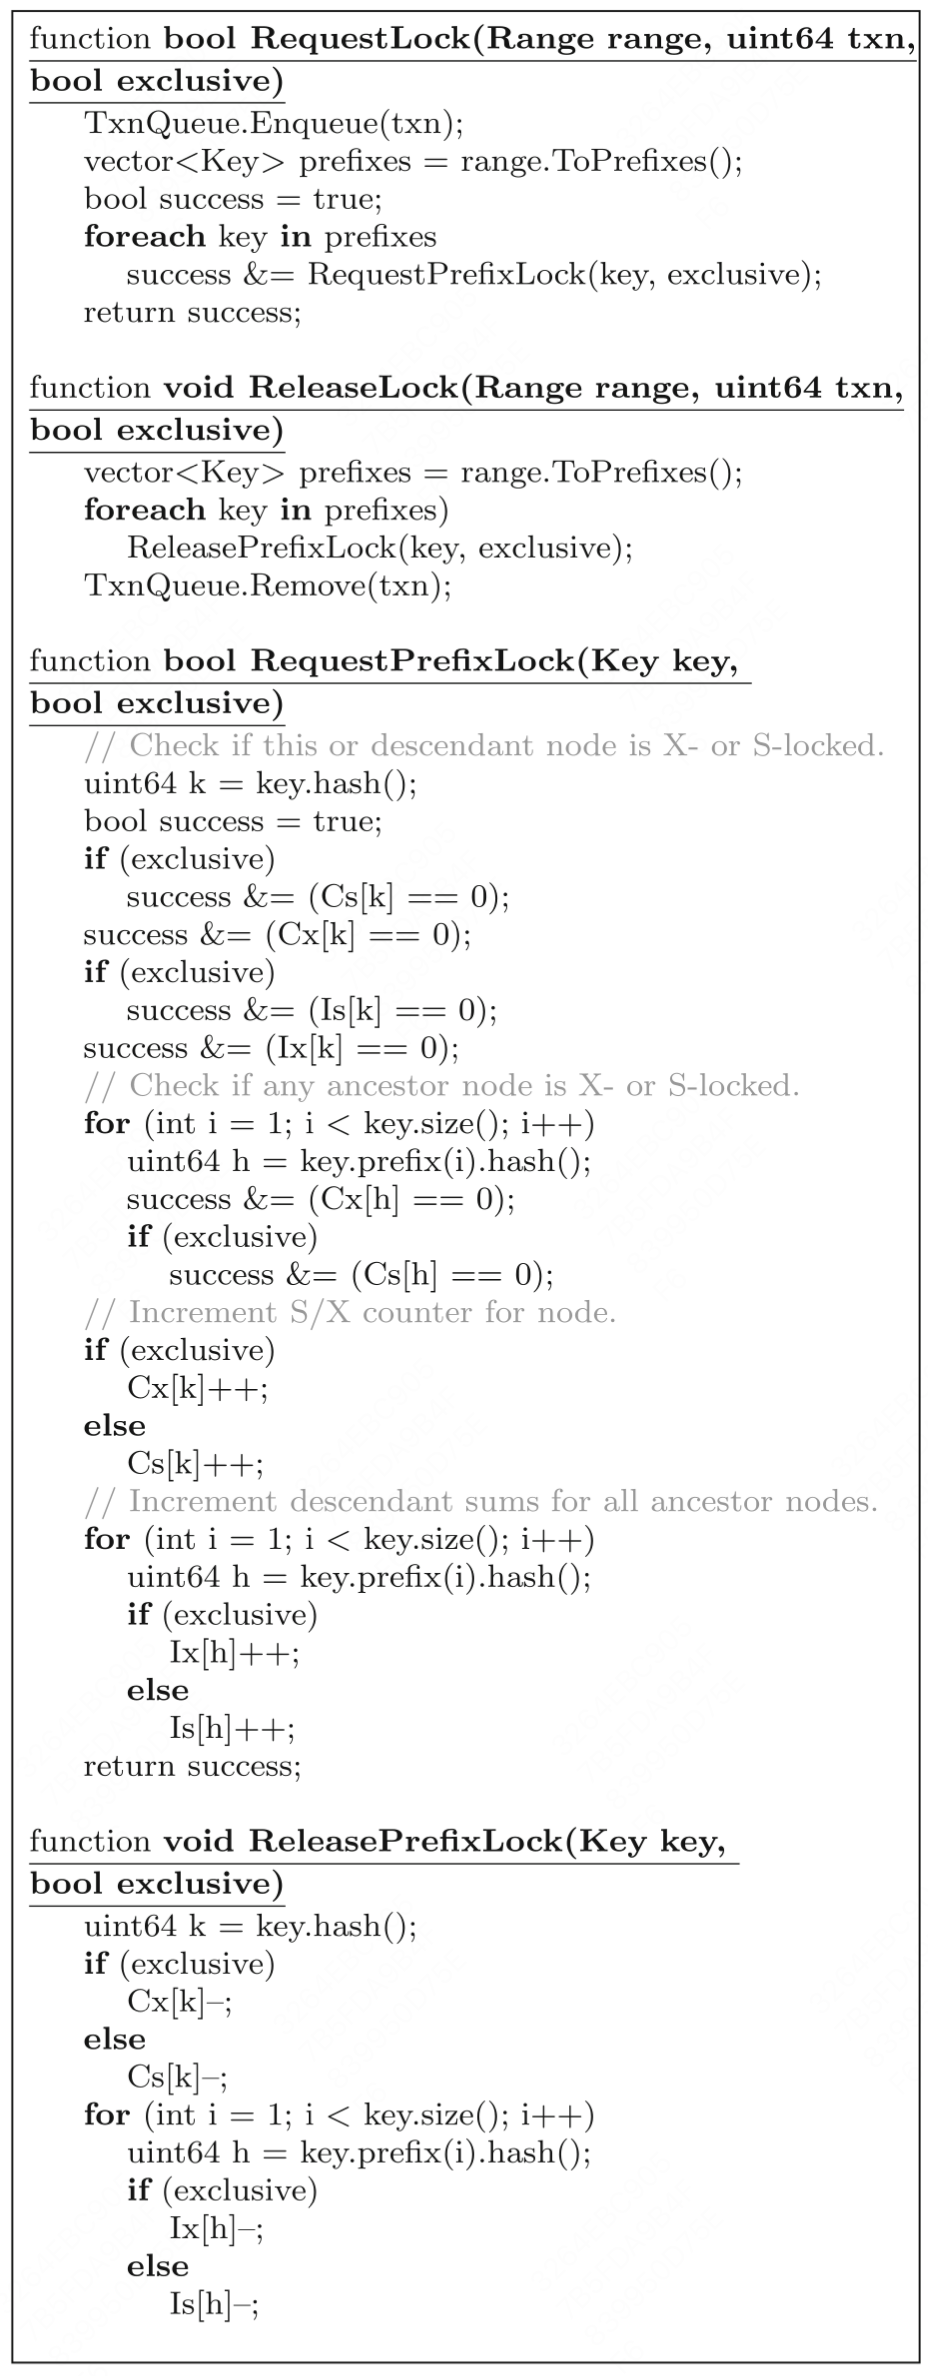 function bool RequestLock(Range range, uint64 txn,
bool exclusive)
TxnQueue.Enqueue(txn);
vector<Key> prefixes = range.ToPrefixes();
bool success = true;
foreach key in prefixes
success &= RequestPrefixLock(key, exclusive);
return success;
function void ReleaseLock(Range range, uint64 txn,
bool exclusive)
vector<Key> prefixes = range.ToPrefixes();
foreach key in prefixes)
ReleasePrefixLock(key, exclusive);
TxnQueue.Remove(txn);
function bool RequestPrefixLock(Key key,
bool exclusive)
// Check if this or descendant node is X- or S-locked.
uint64 k = key.hash();
bool success = true;
if (exclusive)
success &= (Cs[k] == 0);
success &= (Cx[k] == 0);
if (exclusive)
success &= (Is[k] == 0);
success &= (Ix[k] == 0);
// Check if any ancestor node is X- or S-locked.
for (int i = 1; i < key.size(); i++)
uint64 h = key.prefix(i).hash();
success &= (Cx[h] == 0);
if (exclusive)
success &= (Cs[h] == 0);
// Increment S/X counter for node.
if (exclusive)
Cx[k]++;
else
Cs[k]++;
// Increment descendant sums for all ancestor nodes.
for (int i = 1; i < key.size(); i++)
uint64 h = key.prefix(i).hash();
if (exclusive)
Ix[h]++;
else
Is[h]++;
return success;
function void ReleasePrefixLock(Key key,
bool exclusive)
uint64 k = key.hash();
if (exclusive)
Cx[k]–;
else
Cs[k]–;
for (int i = 1; i < key.size(); i++)
uint64 h = key.prefix(i).hash();
if (exclusive)
Ix[h]–;
else
Is[h]–;